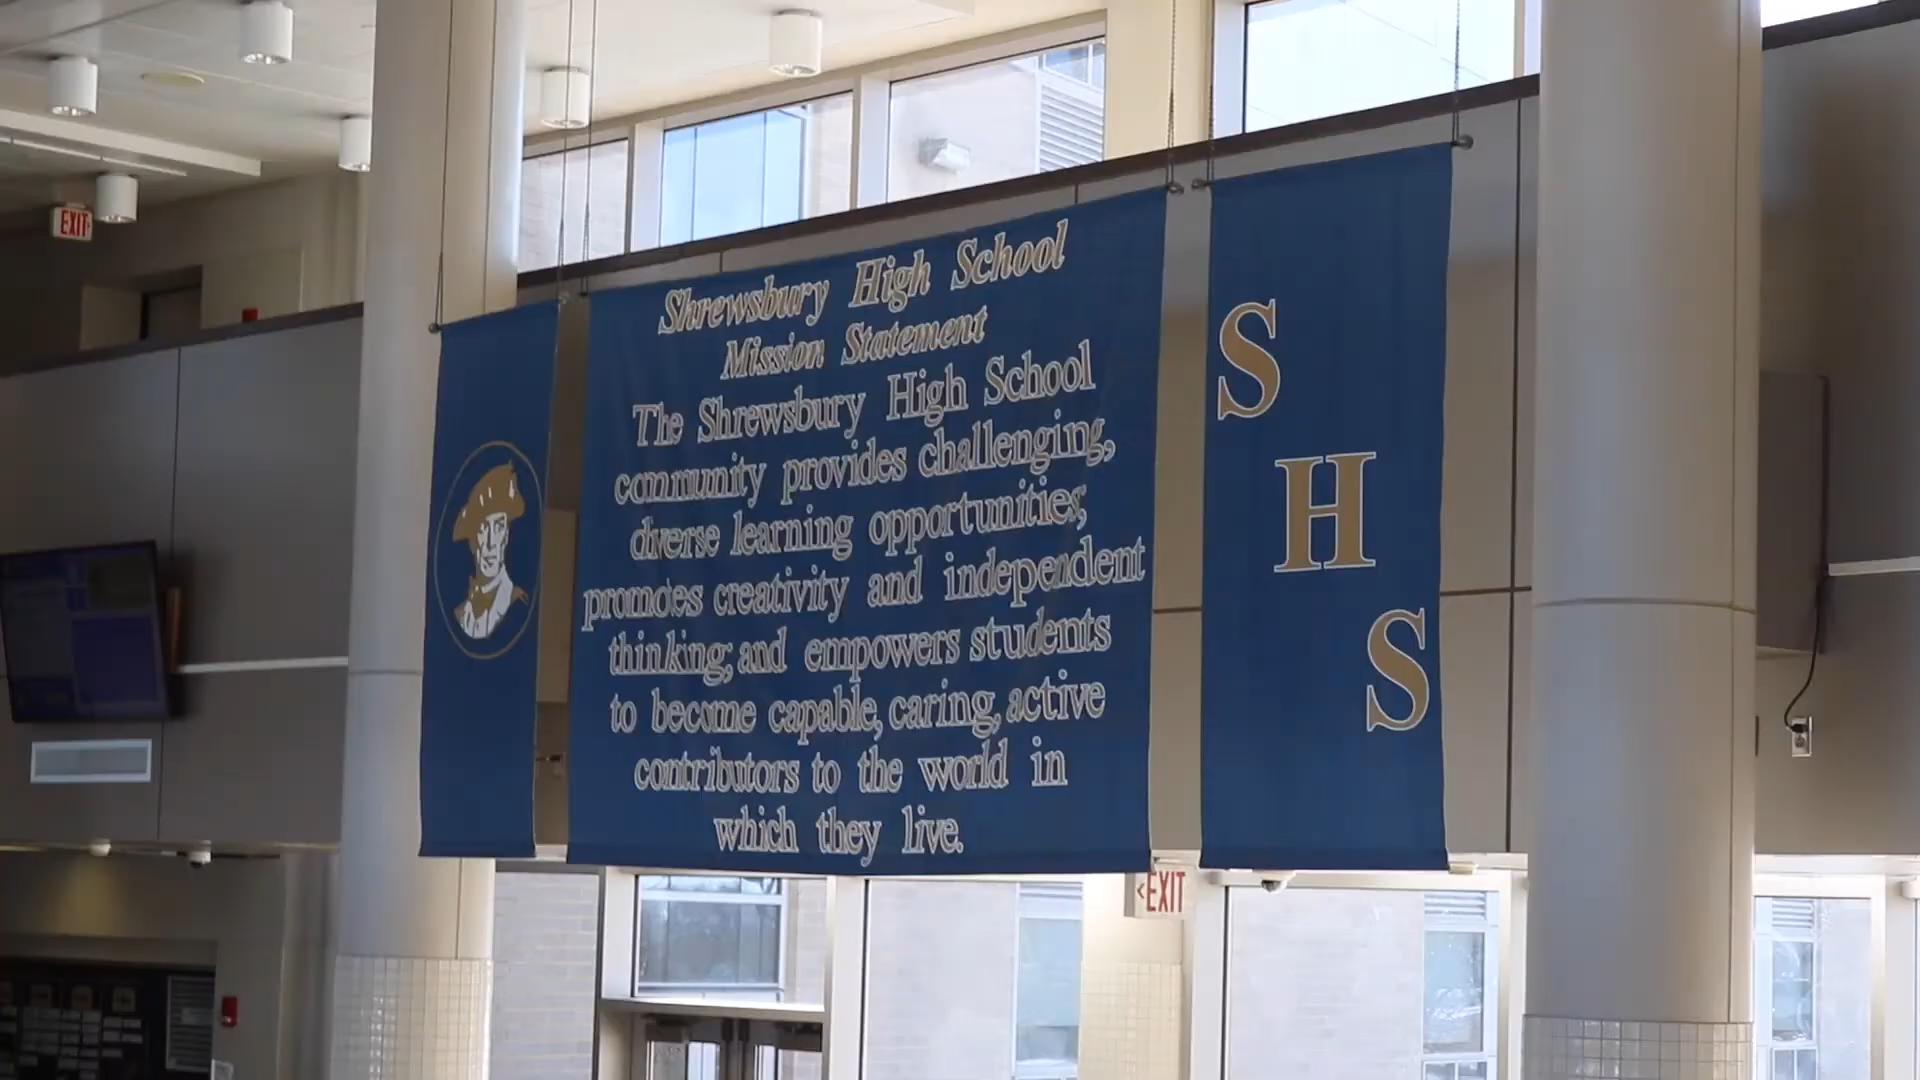 EXIT
Shrewsbury High School
Mission Statement
The Shrewsbury High School
community provides challenging,
diverse learning opportunities;
promotes creativity and independent
thinking; and empowers students
to become capable, caring, active
contributors to the world in
which they live.
S
H
S
<EXIT